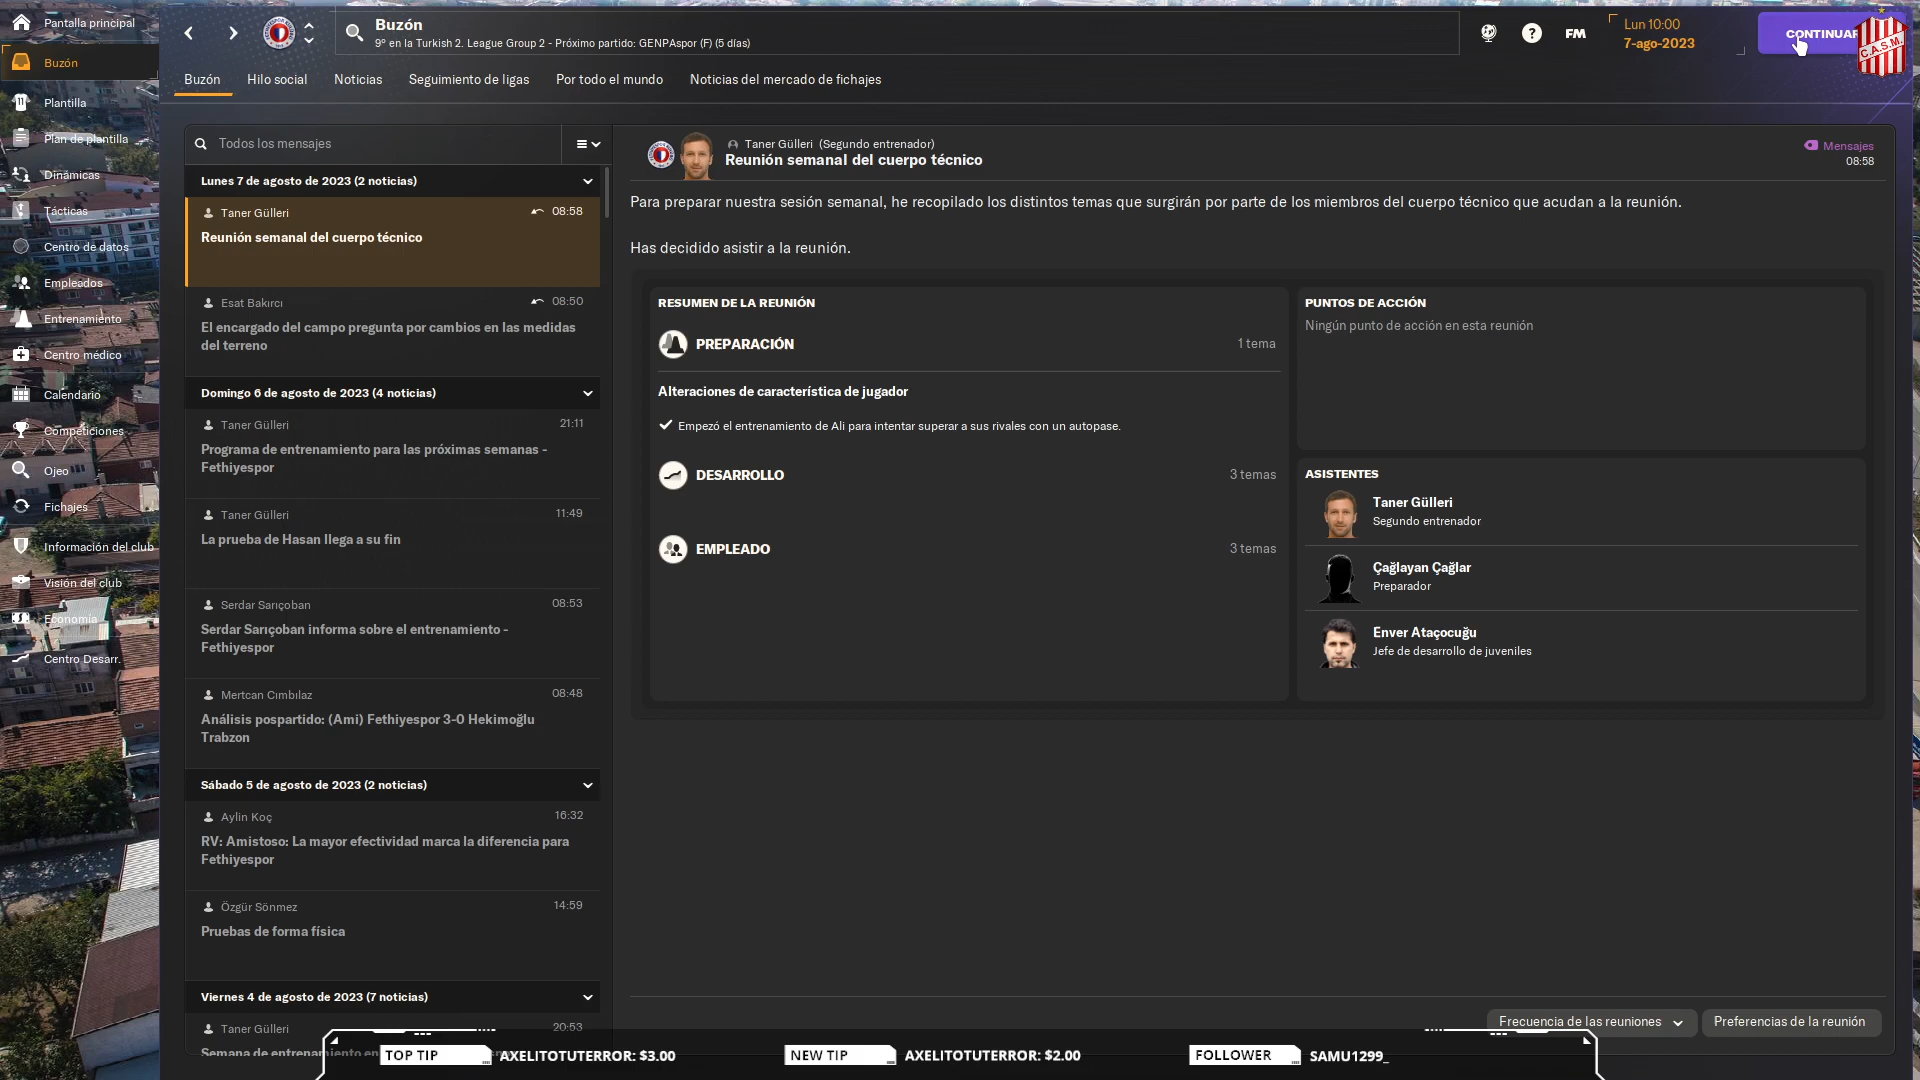 Pantalla principal
Buzón
Plantilla
Plan de plantilla
Dinámicas
Tácticas
Centro de datos
Empleados
Entrenamiento
Centro médico
Calendario
Competiciones
Ojeo
Fichajes
Información del club
Visión del club
Economía
Centro Desarr.
Buzón
9º en la Turkish 2. League Group 2 - Próximo partido: GENPAspor (F) (5 días)
FM
Lun 10:00
7-ago-2023
CONTINUAR
C.A.S.M.
Buzón
Hilo social
Noticias
Seguimiento de ligas
Por todo el mundo
Noticias del mercado de fichajes
Todos los mensajes
Lunes 7 de agosto de 2023 (2 noticias)
Taner Gülleri 08:58
Reunión semanal del cuerpo técnico
Esat Bakırcı 08:50
El encargado del campo pregunta por cambios en las medidas
del terreno
Domingo 6 de agosto de 2023 (4 noticias)
Taner Gülleri 21:11
Programa de entrenamiento para las próximas semanas -
Fethiyespor
Taner Gülleri 11:49
La prueba de Hasan llega a su fin
Serdar Sarıçoban 08:53
Serdar Sarıçoban informa sobre el entrenamiento -
Fethiyespor
Mertcan Cımbılaz 08:48
Análisis pospartido: (Ami) Fethiyespor 3-0 Hekimoğlu
Trabzon
Sábado 5 de agosto de 2023 (2 noticias)
Aylin Koç 16:32
RV: Amistoso: La mayor efectividad marca la diferencia para
Fethiyespor
Özgür Sönmez 14:59
Pruebas de forma física
Viernes 4 de agosto de 2023 (7 noticias)
Taner Gülleri 20:53
Semana de entrenamiento en
Taner Gülleri (Segundo entrenador)
Reunión semanal del cuerpo técnico
Mensajes
08:58
Para preparar nuestra sesión semanal, he recopilado los distintos temas que surgirán por parte de los miembros del cuerpo técnico que acudan a la reunión.
Has decidido asistir a la reunión.
RESUMEN DE LA REUNIÓN
PREPARACIÓN 1 tema
Alteraciones de característica de jugador
Empezó el entrenamiento de Ali para intentar superar a sus rivales con un autopase.
DESARROLLO 3 temas
EMPLEADO 3 temas
PUNTOS DE ACCIÓN
Ningún punto de acción en esta reunión
ASISTENTES
Taner Gülleri
Segundo entrenador
Çağlayan Çağlar
Preparador
Enver Ataçocuğu
Jefe de desarrollo de juveniles
Frecuencia de las reuniones
Preferencias de la reunión
TOP TIP AXELITOTUTERROR: $3.00
NEW TIP AXELITOTUTERROR: $2.00
FOLLOWER SAMU1299_